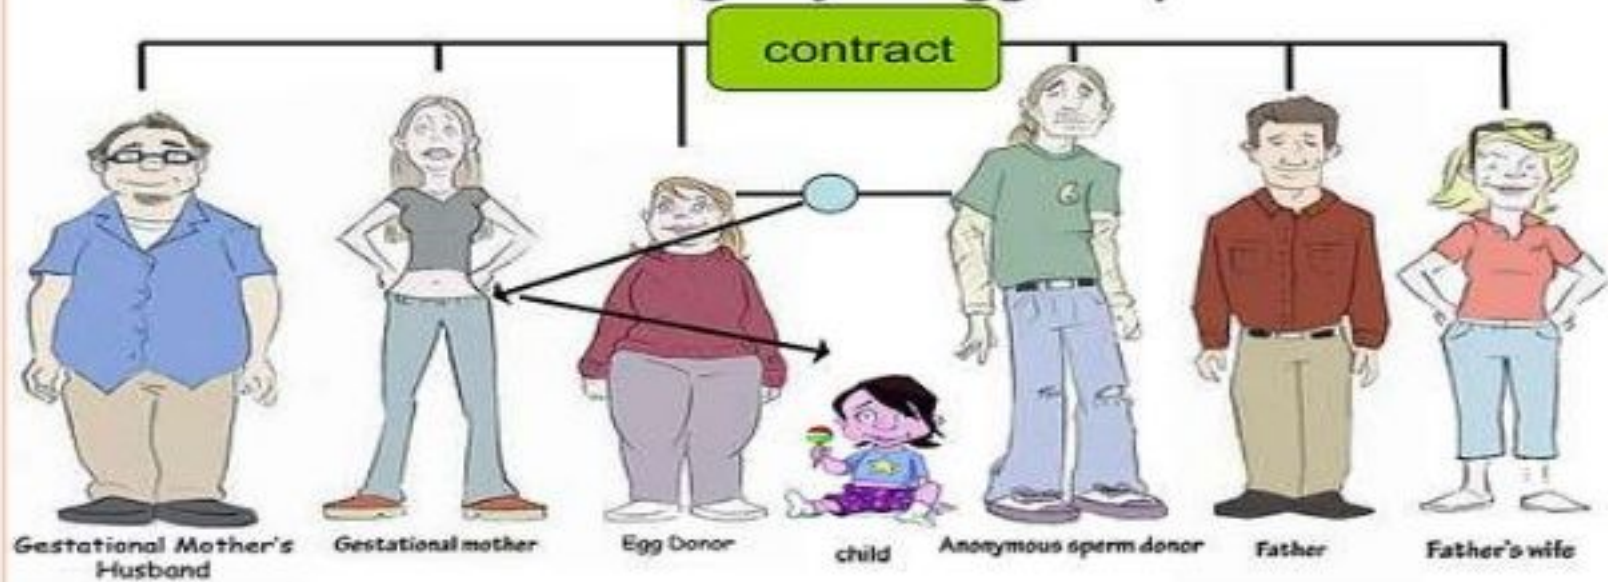 contract
Gestational Mother's
Husband
Gestational mother
Egg Donor
child
Anonymous sperm donor
Father
Father's wife